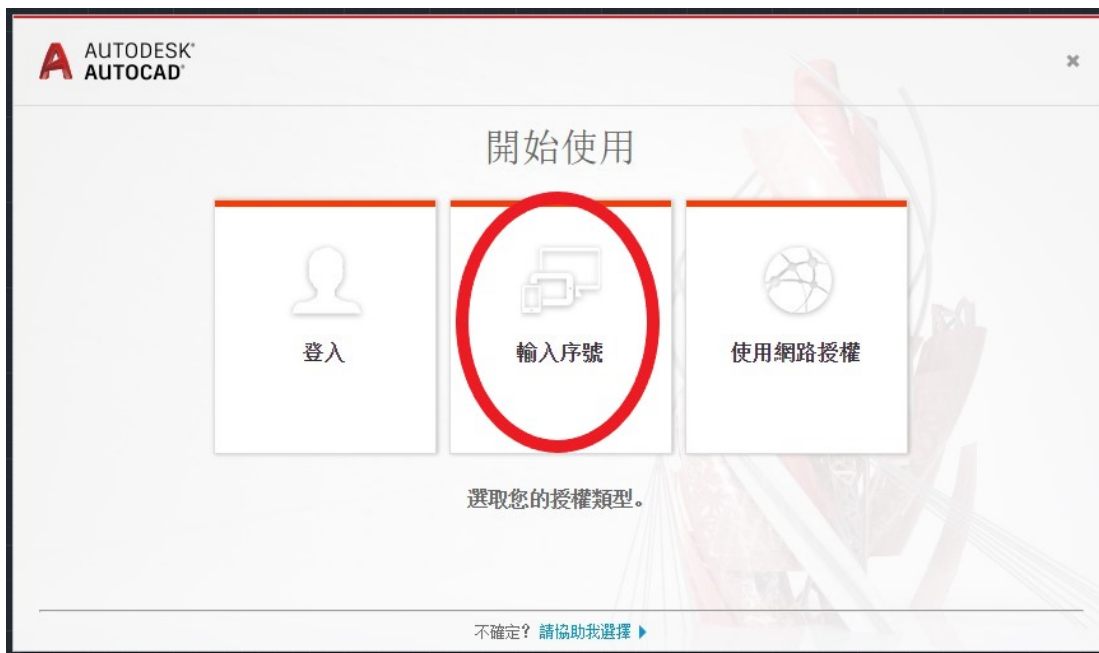 AUTODESK®
AUTOCAD®
開始使用
登入
輸入序號
使用網路授權
選取您的授權類型。
不確定? 請協助我選擇